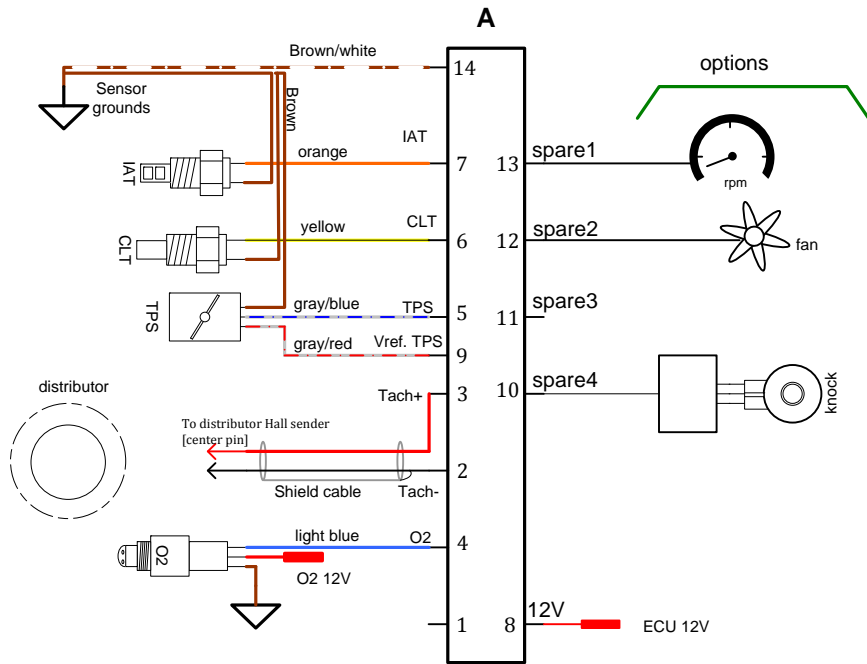 A
Brown/white
14
options
Sensor
grounds
Brown
IAT
IAT
orange
7
13
spare1
rpm
CLT
CLT
yellow
6
12
spare2
fan
TPS
gray/blue
TPS
5
11
spare3
gray/red
Vref. TPS
9
distributor
Tach+
3
10
spare4
knock
To distributor Hall sender
[center pin]
2
Shield cable
Tach-
O2
light blue
O2
4
O2 12V
1
8
12V
ECU 12V